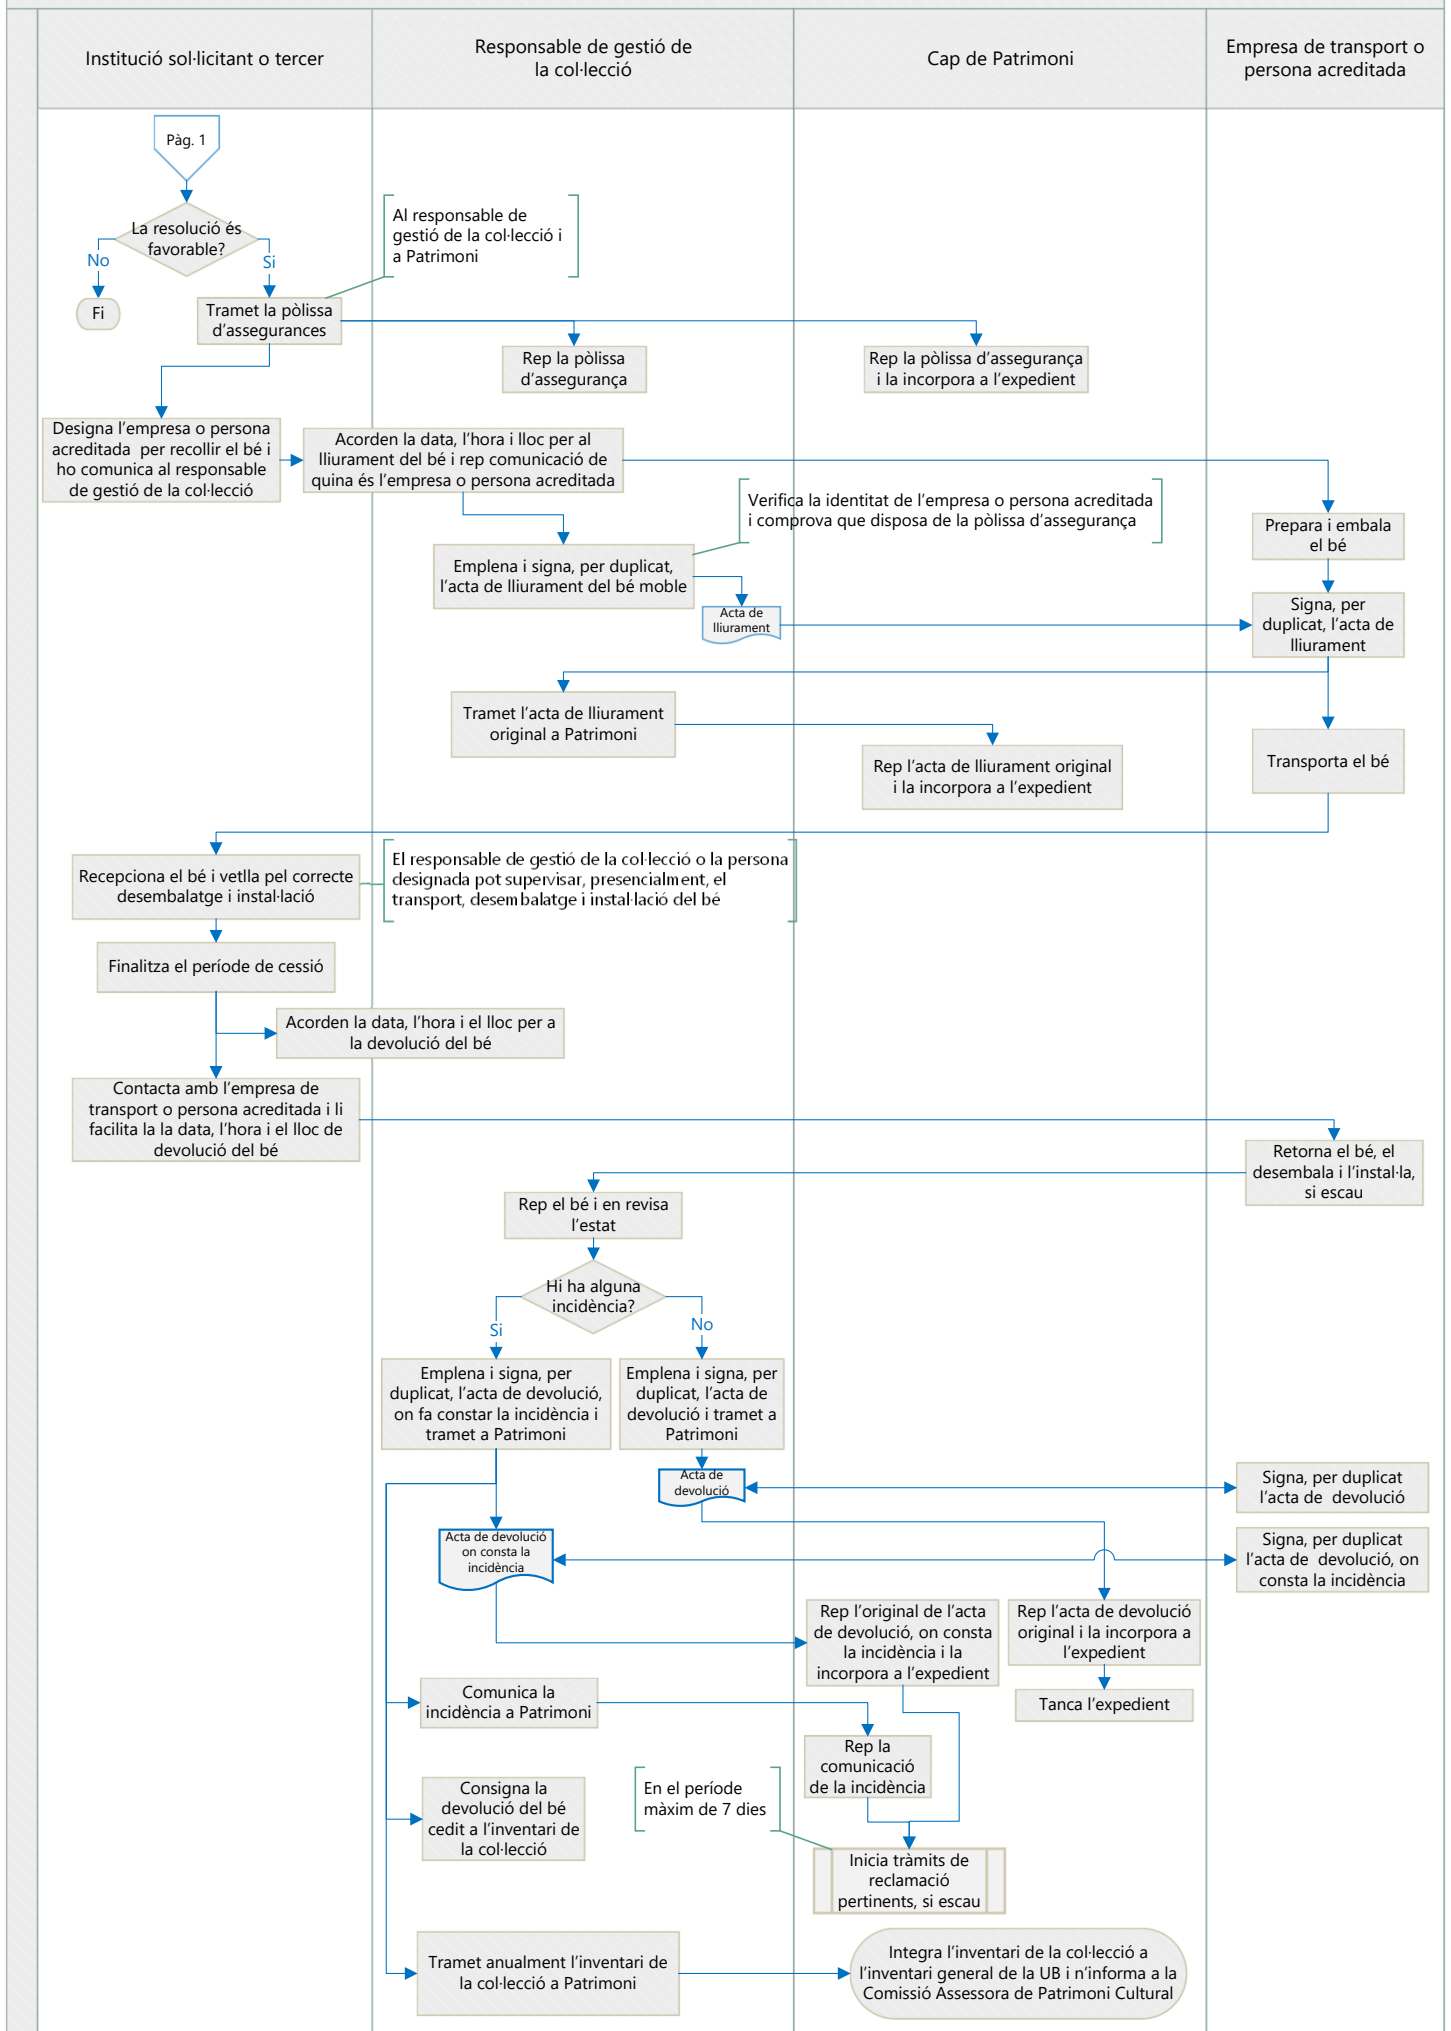 Institució sol·licitant o tercer
Responsable de gestió de
la col·lecció
Cap de Patrimoni
Empresa de transport o
persona acreditada
Pàg. 1
La resolució és
favorable?
No
Si
Fi
Al responsable de
gestió de la col·lecció i
a Patrimoni
Tramet la pòlissa
d’assegurances
Rep la pòlissa
d’assegurança
Rep la pòlissa d’assegurança
i la incorpora a l’expedient
Designa l’empresa o persona
acreditada  per recollir el bé i
ho comunica al responsable
de gestió de la col·lecció
Acorden la data, l’hora i lloc per al
lliurament del bé i rep comunicació de
quina és l’empresa o persona acreditada
Verifica la identitat de l’empresa o persona acreditada
i comprova que disposa de la pòlissa d’assegurança
Prepara i embala
el bé
Emplena i signa, per duplicat,
l’acta de lliurament del bé moble
Acta de
lliurament
Signa, per
duplicat, l’acta de
lliurament
Tramet l’acta de lliurament
original a Patrimoni
Rep l’acta de lliurament original
i la incorpora a l’expedient
Transporta el bé
Recepciona el bé i vetlla pel correcte
desembalatge i instal·lació
El responsable de gestió de la col·lecció o la persona
designada pot supervisar, presencialment, el
transport, desembalatge i instal·lació del bé
Finalitza el període de cessió
Acorden la data, l’hora i el lloc per a
la devolució del bé
Contacta amb l’empresa de
transport o persona acreditada i li
facilita la la data, l’hora i el lloc de
devolució del bé
Retorna el bé, el
desembala i l’instal·la,
si escau
Rep el bé i en revisa
l’estat
Hi ha alguna
incidència?
Si
No
Emplena i signa, per
duplicat, l’acta de devolució,
on fa constar la incidència i
tramet a Patrimoni
Emplena i signa, per
duplicat, l’acta de
devolució i tramet a
Patrimoni
Acta de
devolució
Signa, per duplicat
l’acta de  devolució
Acta de devolució
on consta la
incidència
Signa, per duplicat
l’acta de  devolució, on
consta la incidència
Rep l’original de l’acta
de devolució, on consta
la incidència i la
incorpora a l’expedient
Rep l’acta de devolució
original i la incorpora a
l’expedient
Comunica la
incidència a Patrimoni
Tanca l’expedient
Rep la
comunicació
de la incidència
Consigna la
devolució del bé
cedit a l’inventari de
la col·lecció
En el període
màxim de 7 dies
Inicia tràmits de
reclamació
pertinents, si escau
Tramet anualment l’inventari de
la col·lecció a Patrimoni
Integra l’inventari de la col·lecció a
l’inventari general de la UB i n’informa a la
Comissió Assessora de Patrimoni Cultural